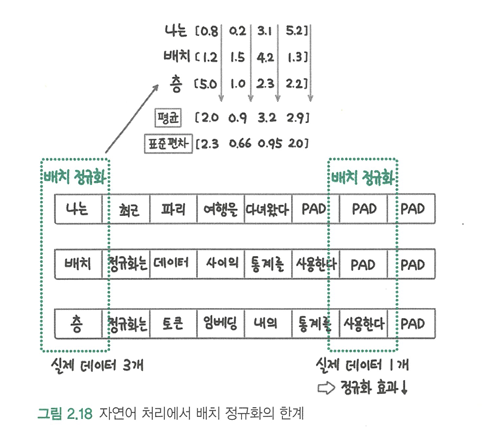 나는 [0.8 0.2 3.1 5.2]
배치 [1.2 1.5 4.2 1.3]
층 [5.0 1.0 2.3 2.2]
평균 [2.0 0.9 3.2 2.9]
표준편차 [2.3 0.66 0.95 2.0]
배치 정규화 배치 정규화
나는 최근 파리 여행을 다녀왔다 PAD PAD PAD
배치 정규화는 데이터 사이의 통계를 사용한다 PAD PAD
층 정규화는 토큰 임베딩 내의 통계를 사용한다 PAD
실제 데이터 3개 실제 데이터 1개
⇨ 정규화 효과↓
그림 2.18 자연어 처리에서 배치 정규화의 한계